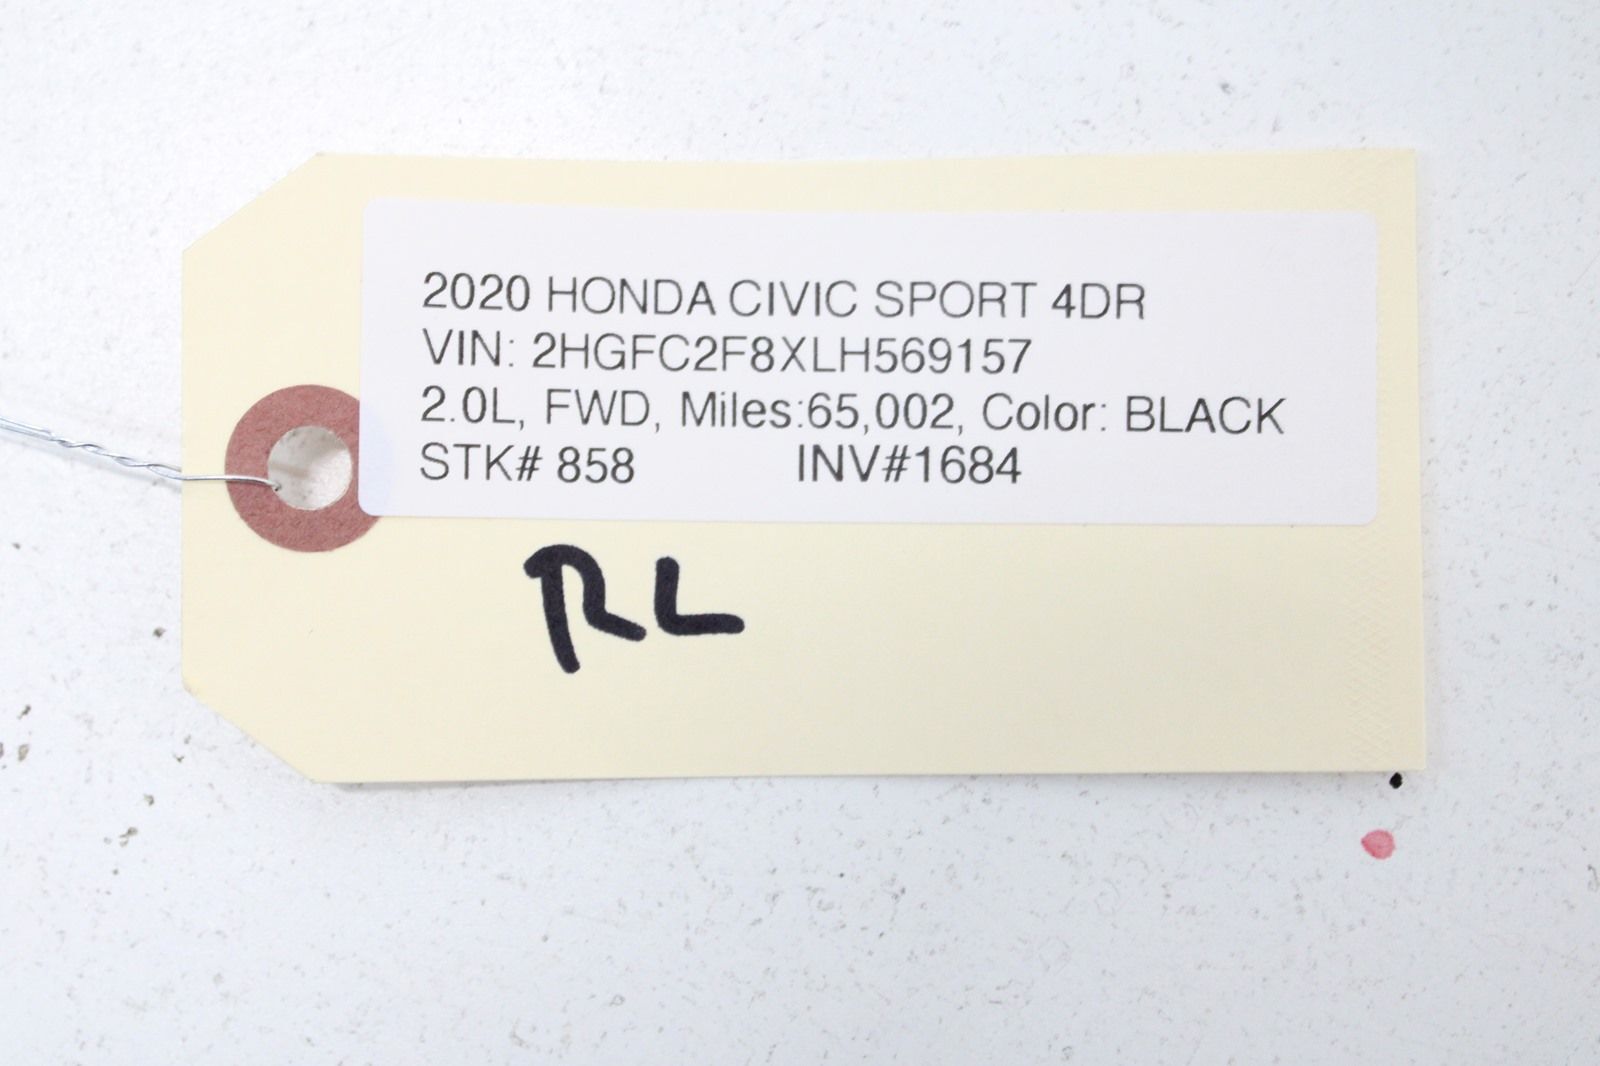 2020 HONDA CIVIC SPORT 4DR
VIN: 2HGFC2F8XLH569157
2.0L, FWD, Miles:65,002, Color: BLACK
STK# 858 INV#1684
RL